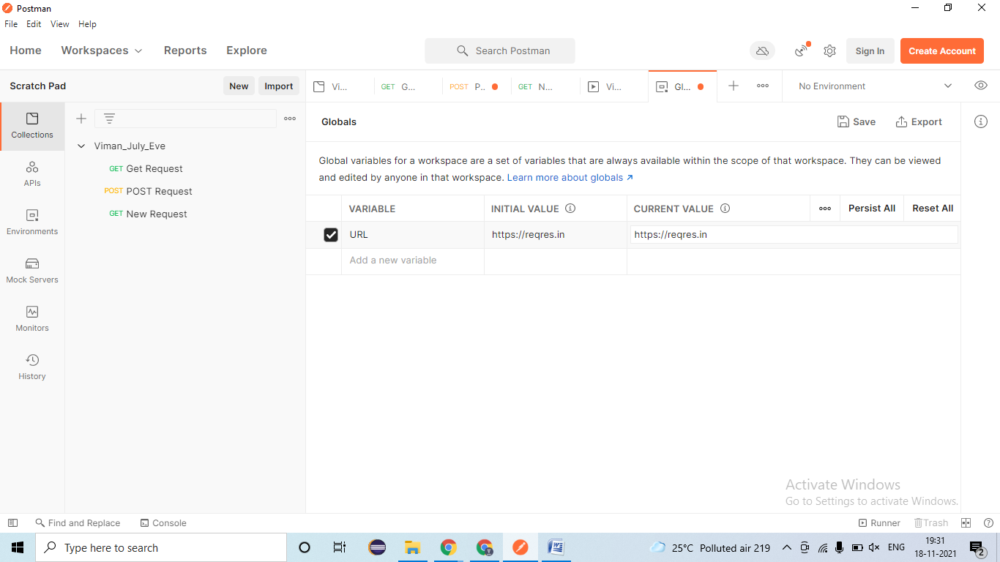 Postman
File Edit View Help
Home Workspaces Reports Explore Search Postman Sign In Create Account
Scratch Pad New Import
Vi... GET G... POST P.. GET N... Vi... Gl... No Environment
Collections
APIs
Environments
Mock Servers
Monitors
History
Viman_July_Eve
GET Get Request
POST POST Request
GET New Request
Globals Save Export
Global variables for a workspace are a set of variables that are always available within the scope of that workspace. They can be viewed
and edited by anyone in that workspace. Learn more about globals
VARIABLE INITIAL VALUE CURRENT VALUE Persist All Reset All
URL https://reqres.in https://reqres.in
Add a new variable
Activate Windows
Go to Settings to activate Windows.
Find and Replace Console Runner Trash
Type here to search 25°C Polluted air 219 ENG 19:31
18-11-2021 2